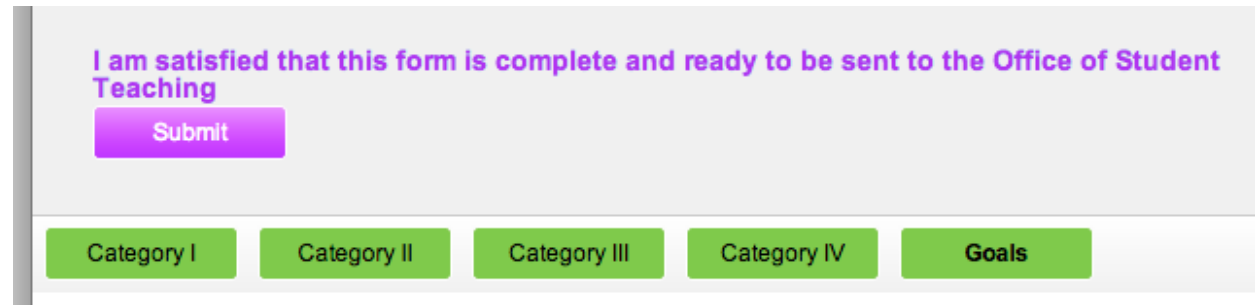 I am satisfied that this form is complete and ready to be sent to the Office of Student
Teaching
Submit
Category I Category II Category III Category IV Goals